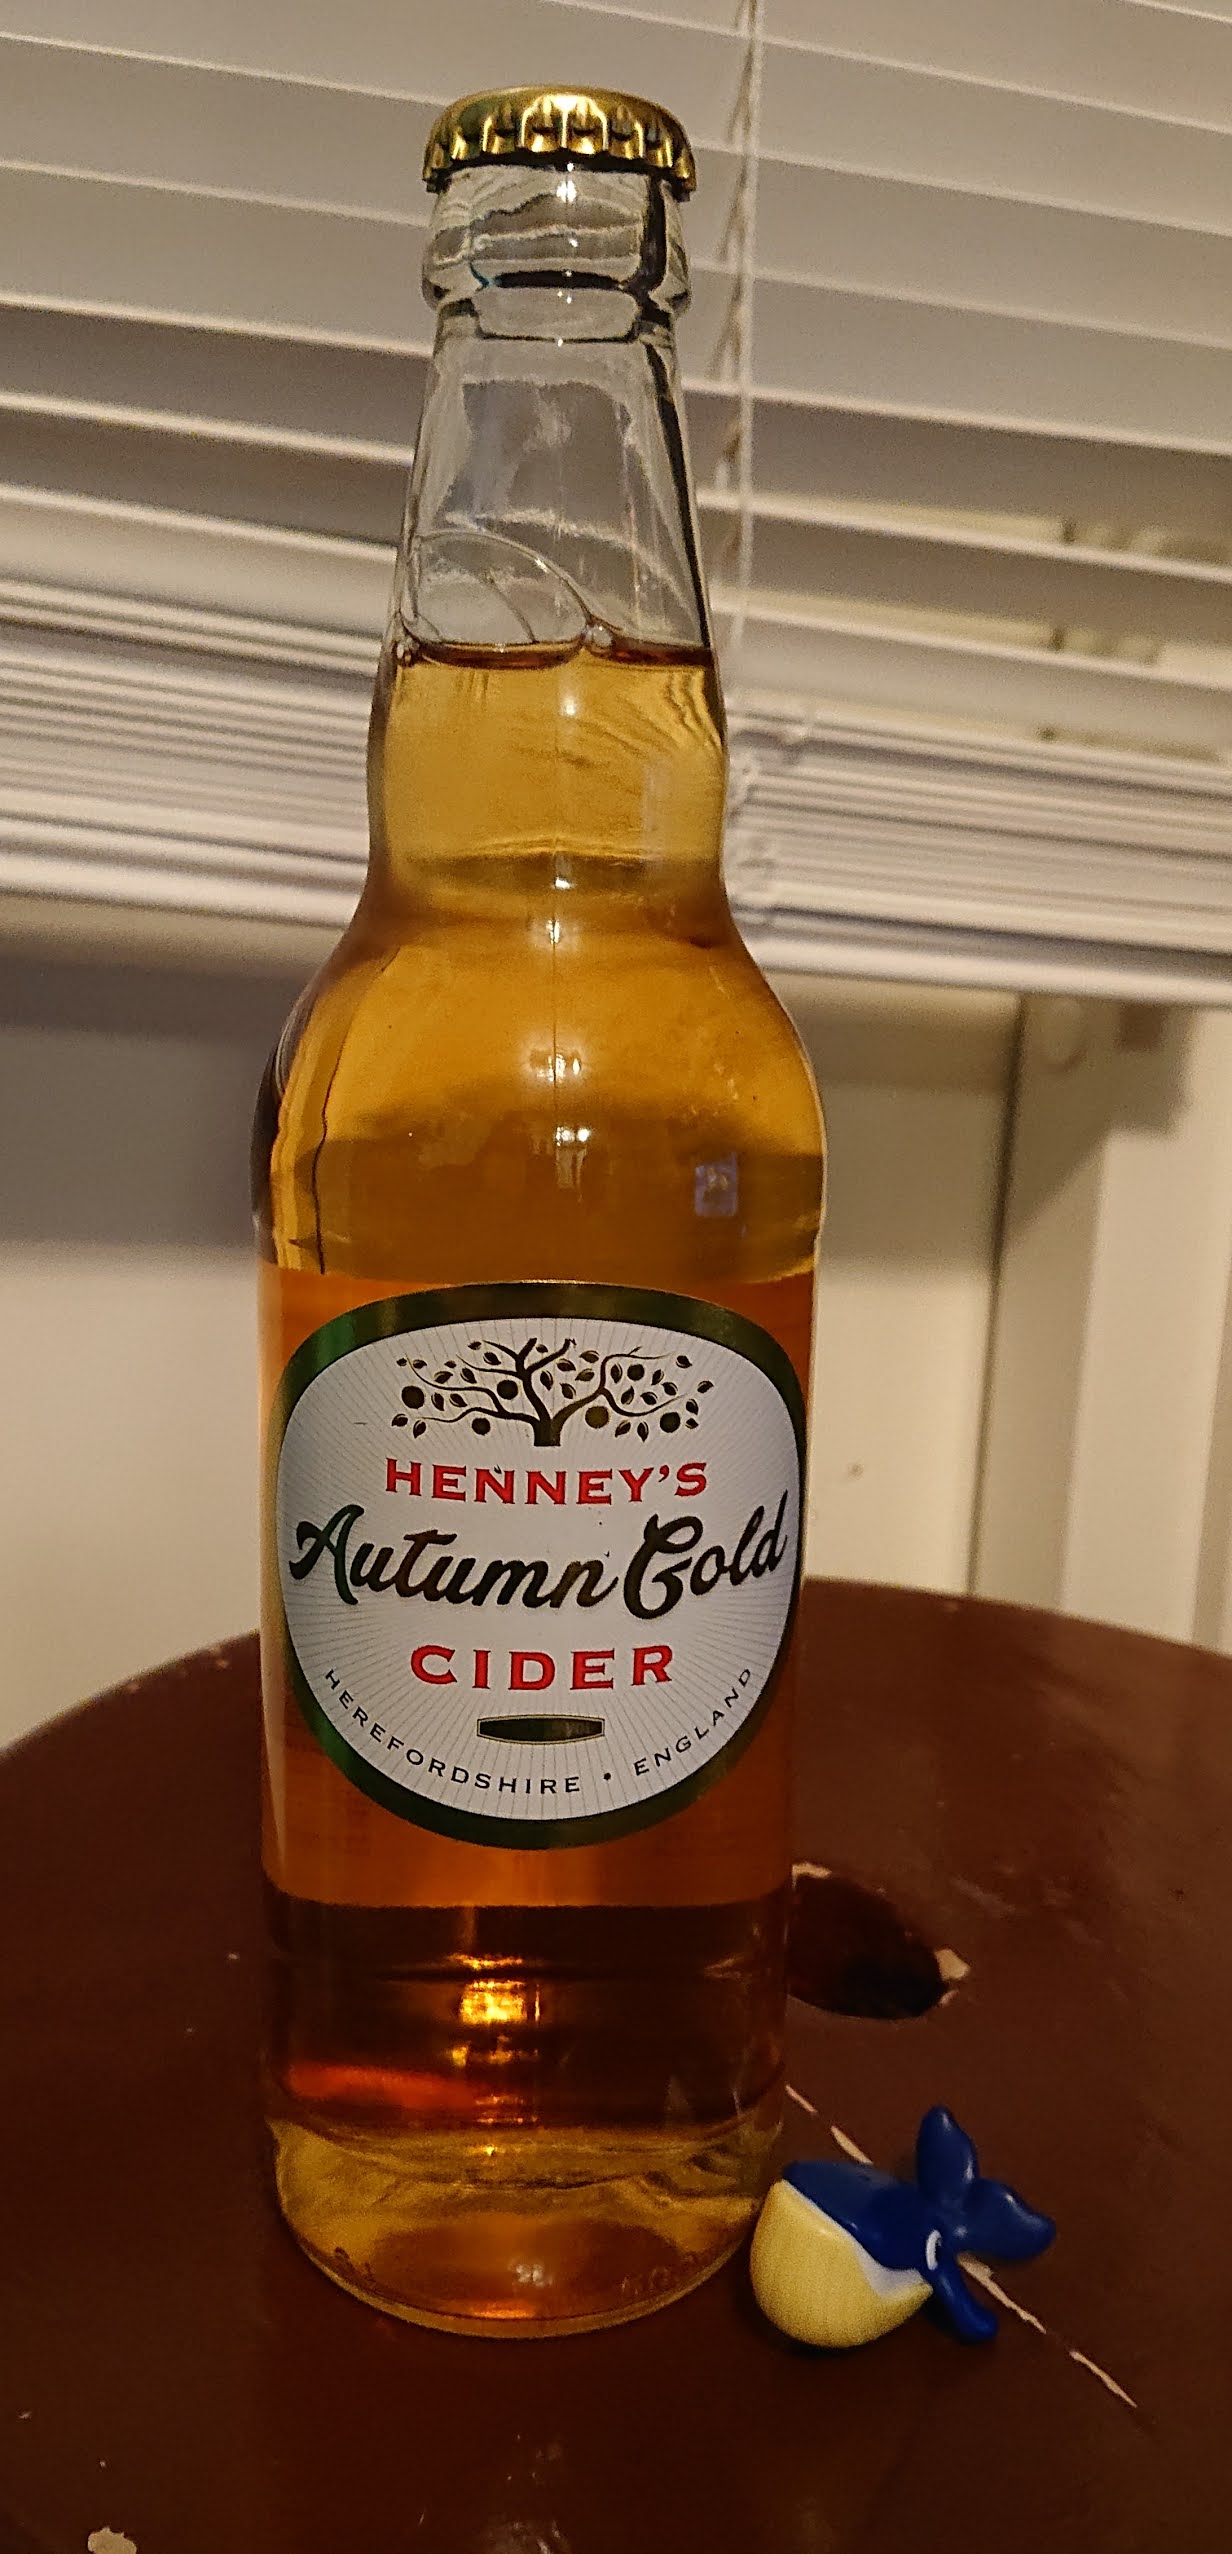 HENNEY'S
Autumn Gold
CIDER
HEREFORDSHIRE • ENGLAND